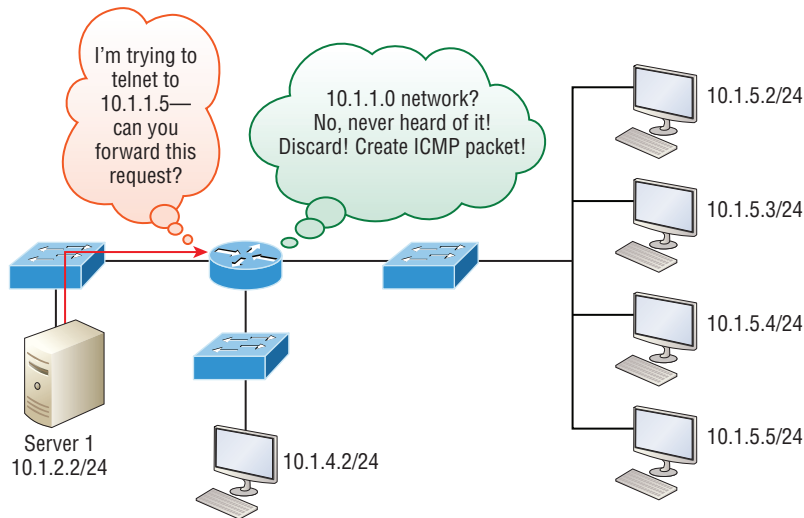 I’m trying to
telnet to
10.1.1.5—
can you
forward this
request?
10.1.1.0 network?
No, never heard of it!
Discard! Create ICMP packet!
10.1.5.2/24
10.1.5.3/24
10.1.5.4/24
10.1.5.5/24
Server 1
10.1.2.2/24
10.1.4.2/24